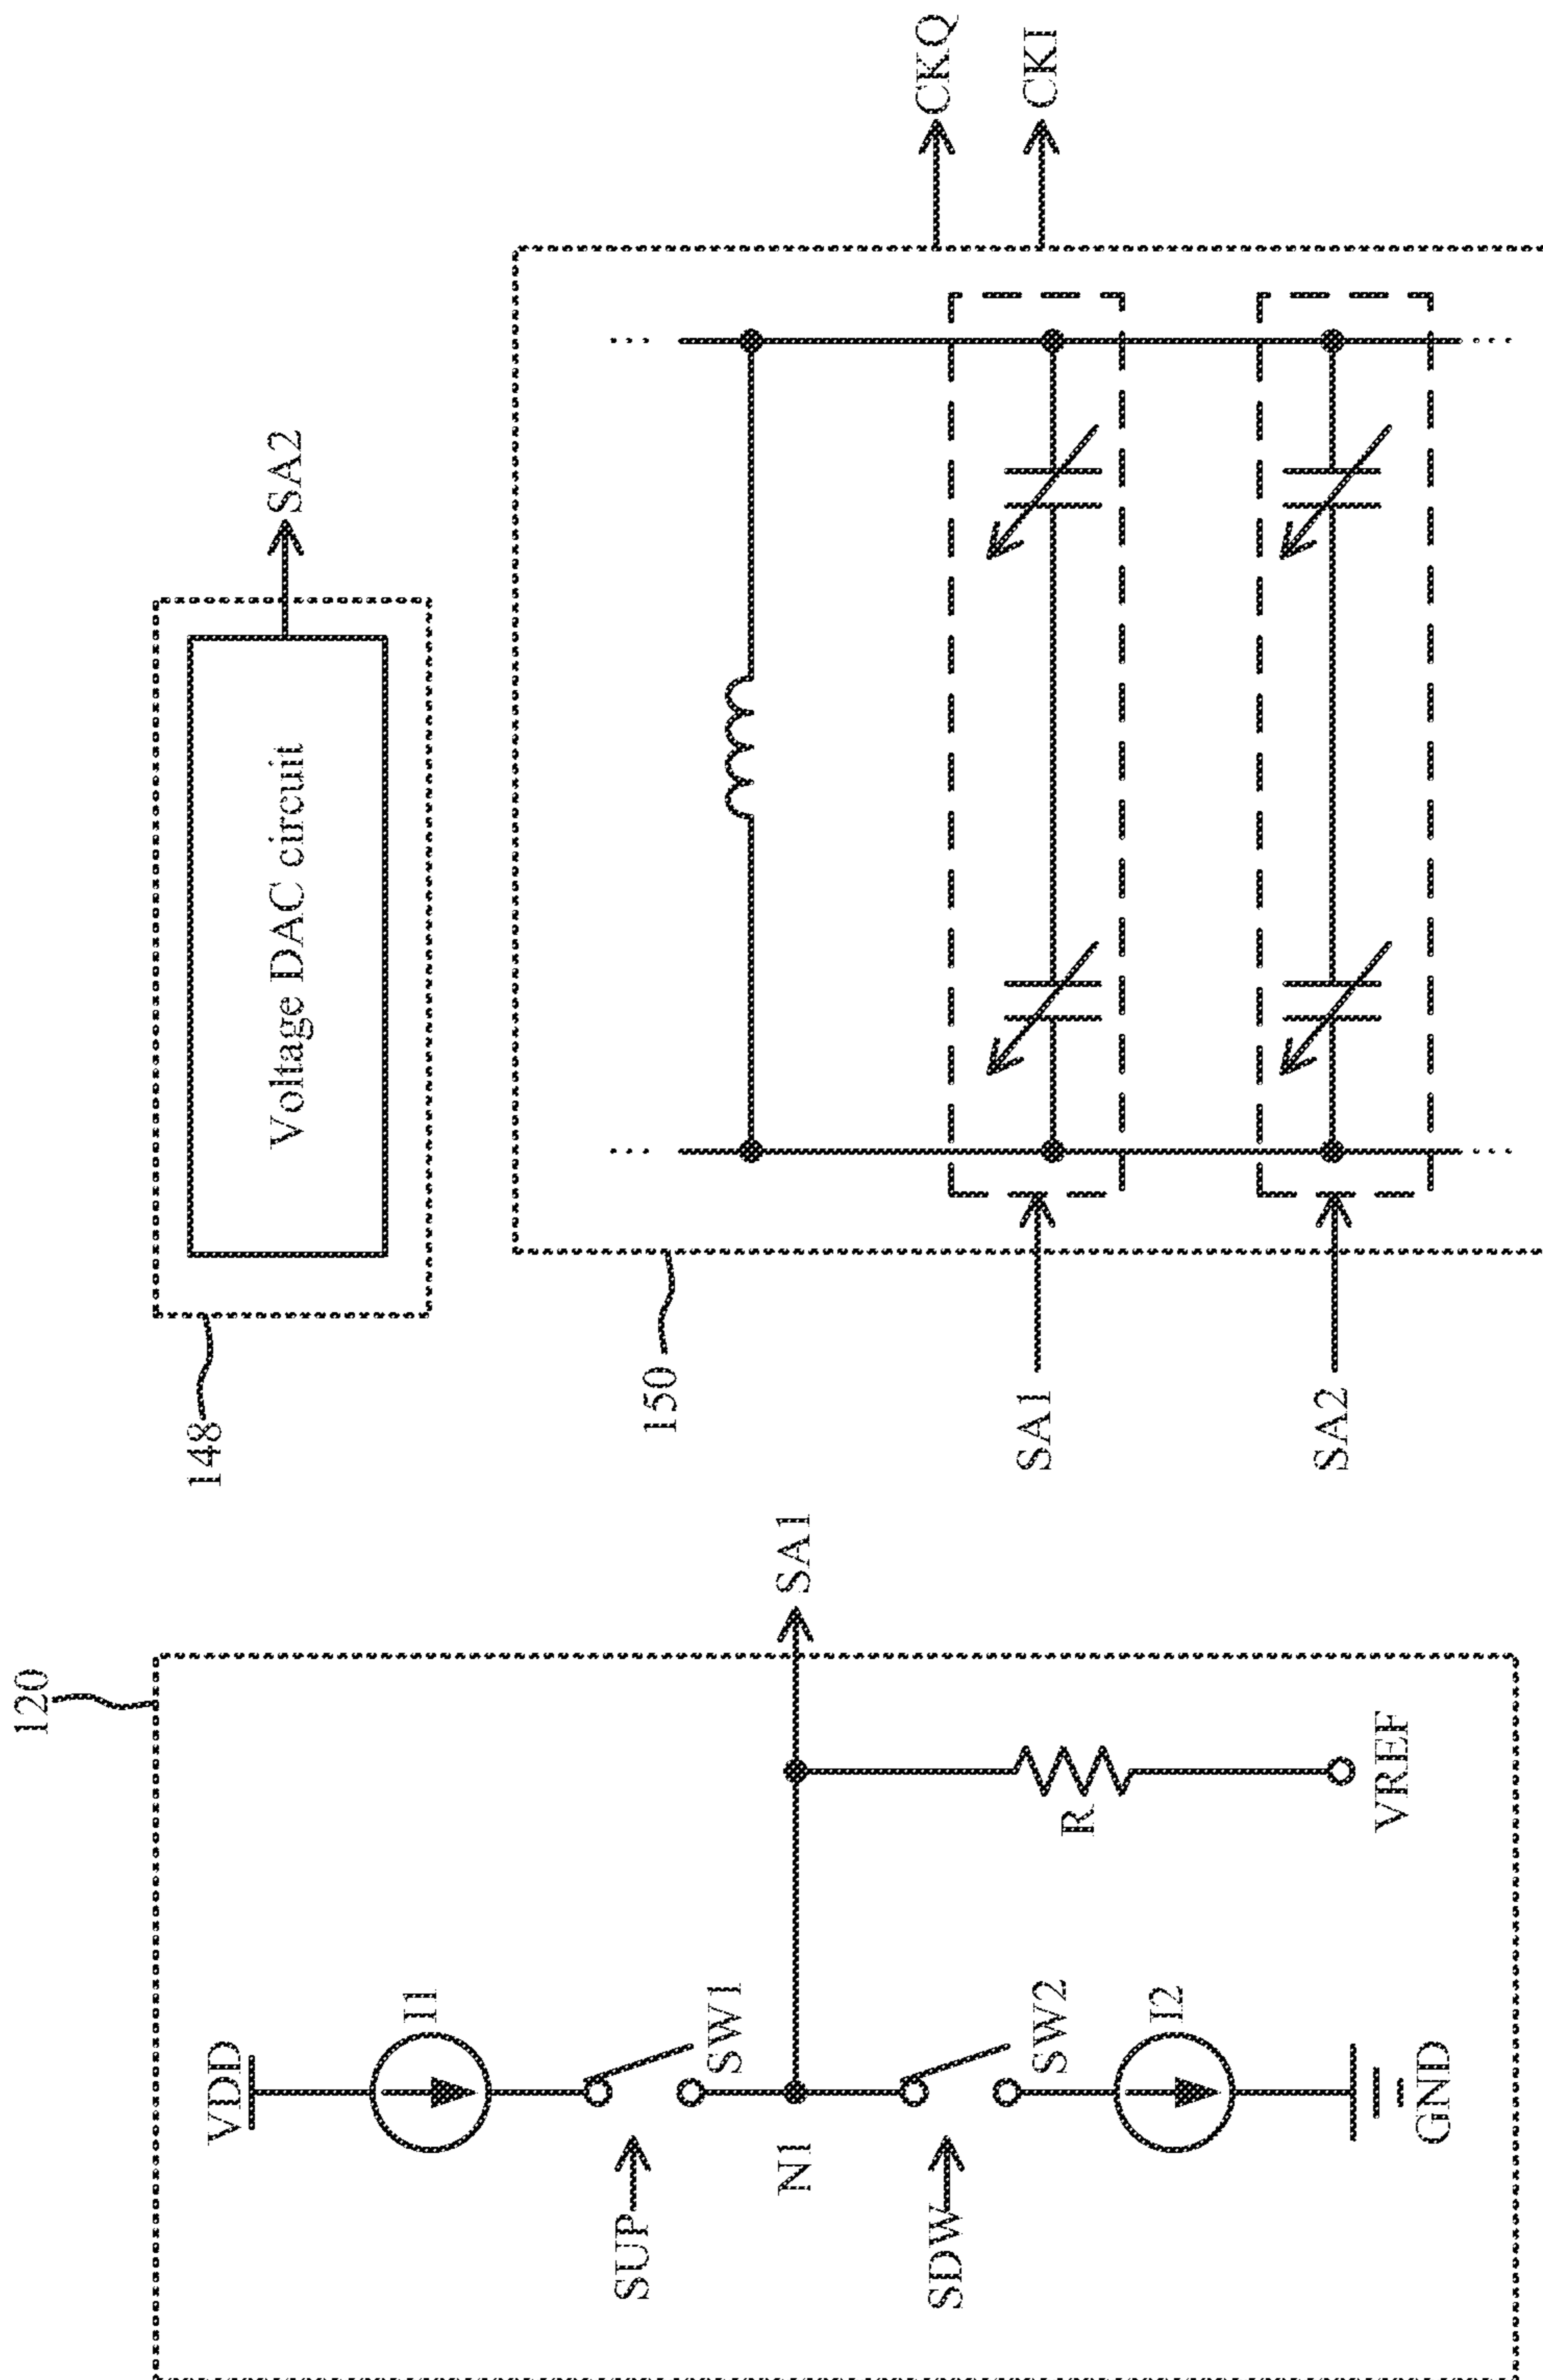 120
VDD
I1
SUP
SW1
N1
SA1
SDW
SW2
R
I2
VREF
GND
148
Voltage DAC circuit
SA2
150
SA1
SA2
CKQ
CKI